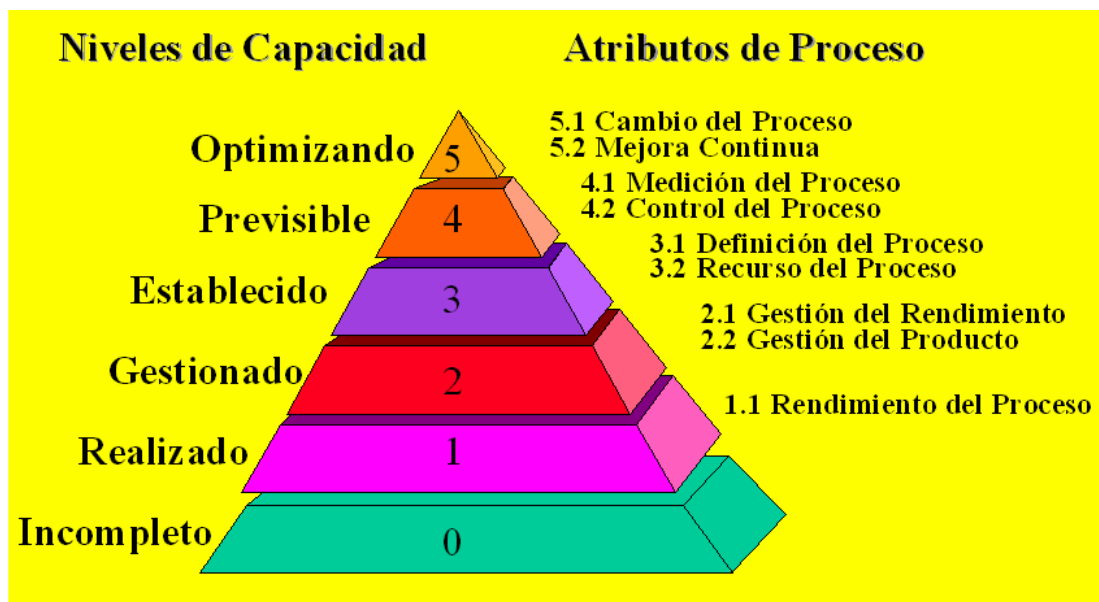 Niveles de Capacidad
Atributos de Proceso
Optimizando
5
5.1 Cambio del Proceso
5.2 Mejora Continua
Previsible
4
4.1 Medición del Proceso
4.2 Control del Proceso
Establecido
3
3.1 Definición del Proceso
3.2 Recurso del Proceso
Gestionado
2
2.1 Gestión del Rendimiento
2.2 Gestión del Producto
Realizado
1
1.1 Rendimiento del Proceso
Incompleto
0